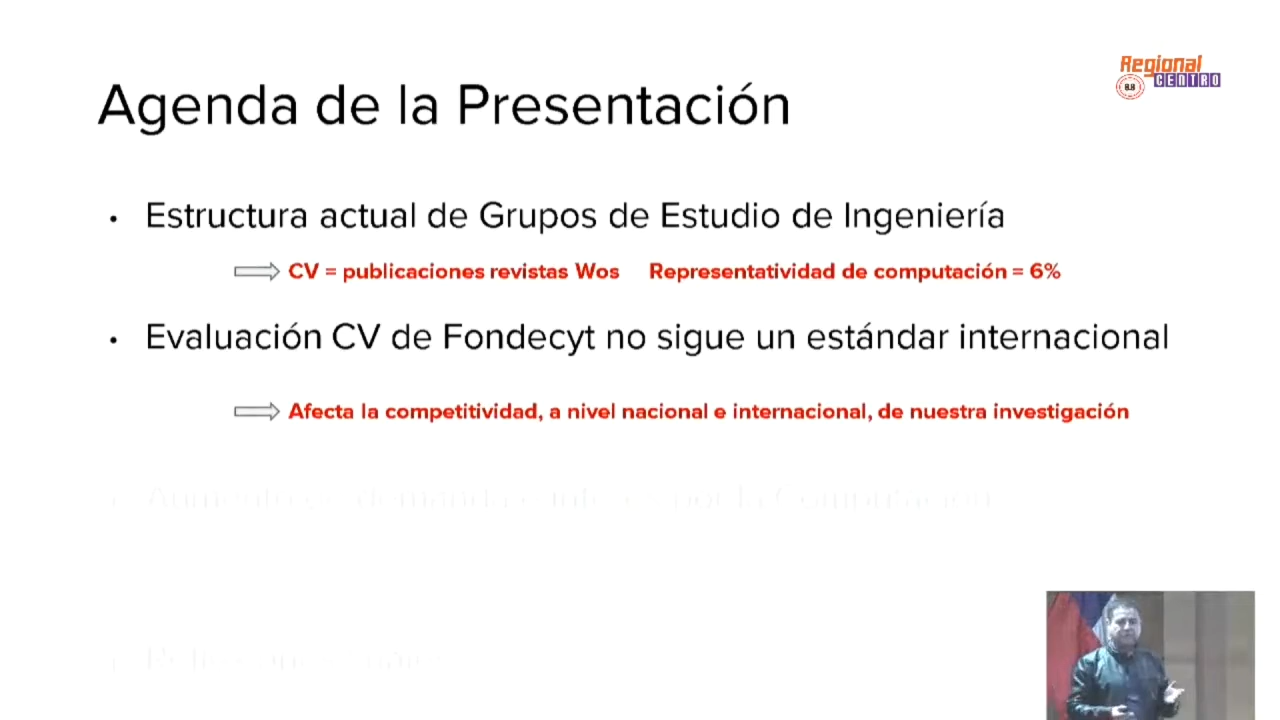 Regional
8.8 CENTRO
Agenda de la Presentación
• Estructura actual de Grupos de Estudio de Ingeniería
CV = publicaciones revistas Wos Representatividad de computación = 6%
• Evaluación CV de Fondecyt no sigue un estándar internacional
Afecta la competitividad, a nivel nacional e internacional, de nuestra investigación